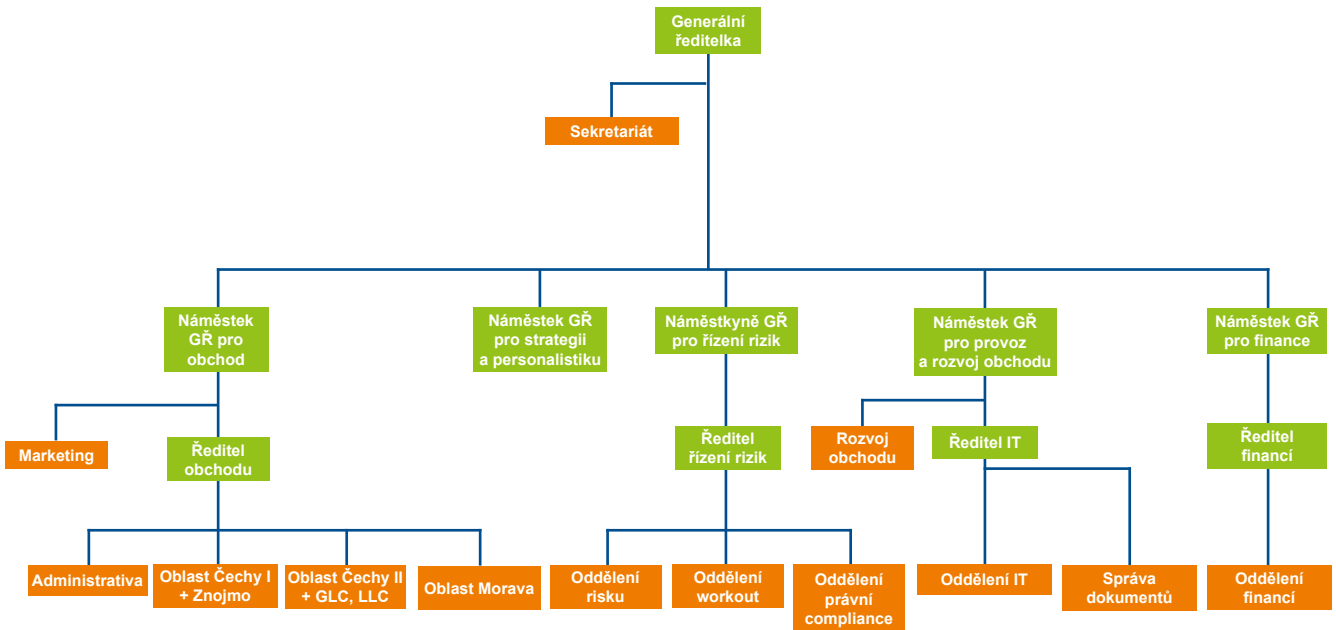 Generální
ředitelka
Sekretariát
Náměstek
GŘ pro
obchod
Náměstek GŘ
pro strategii
a personalistiku
Náměstkyně GŘ
pro řízení rizik
Náměstek GŘ
pro provoz
a rozvoj obchodu
Náměstek GŘ
pro finance
Marketing
Ředitel
obchodu
Ředitel
řízení rizik
Rozvoj
obchodu
Ředitel IT
Ředitel
financí
Administrativa
Oblast Čechy I
+ Znojmo
Oblast Čechy II
+ GLC, LLC
Oblast Morava
Oddělení
risku
Oddělení
workout
Oddělení
právní
compliance
Oddělení IT
Správa
dokumentů
Oddělení
financí